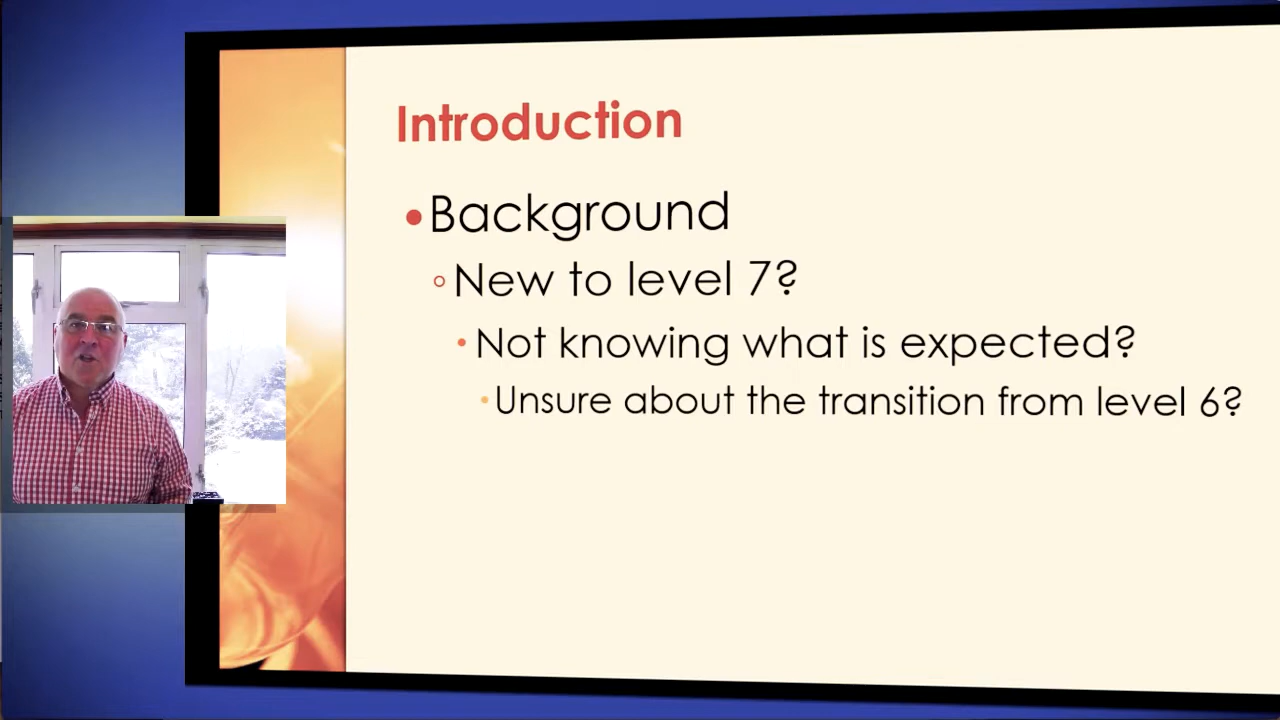 Introduction
•Background
◦New to level 7?
•Not knowing what is expected?
•Unsure about the transition from level 6?